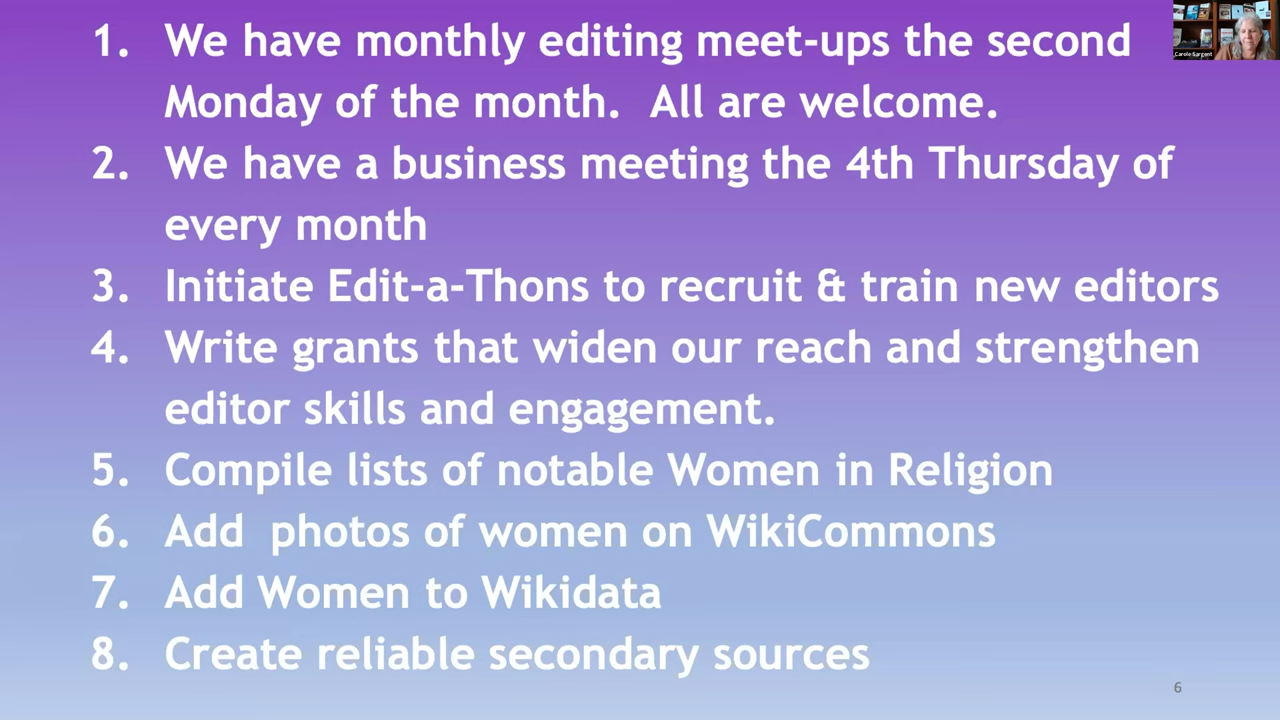 1. We have monthly editing meet-ups the second
Monday of the month.  All are welcome.
2. We have a business meeting the 4th Thursday of
every month
3. Initiate Edit-a-Thons to recruit & train new editors
4. Write grants that widen our reach and strengthen
editor skills and engagement.
5. Compile lists of notable Women in Religion
6. Add  photos of women on WikiCommons
7. Add Women to Wikidata
8. Create reliable secondary sources
6
Carole Sargent